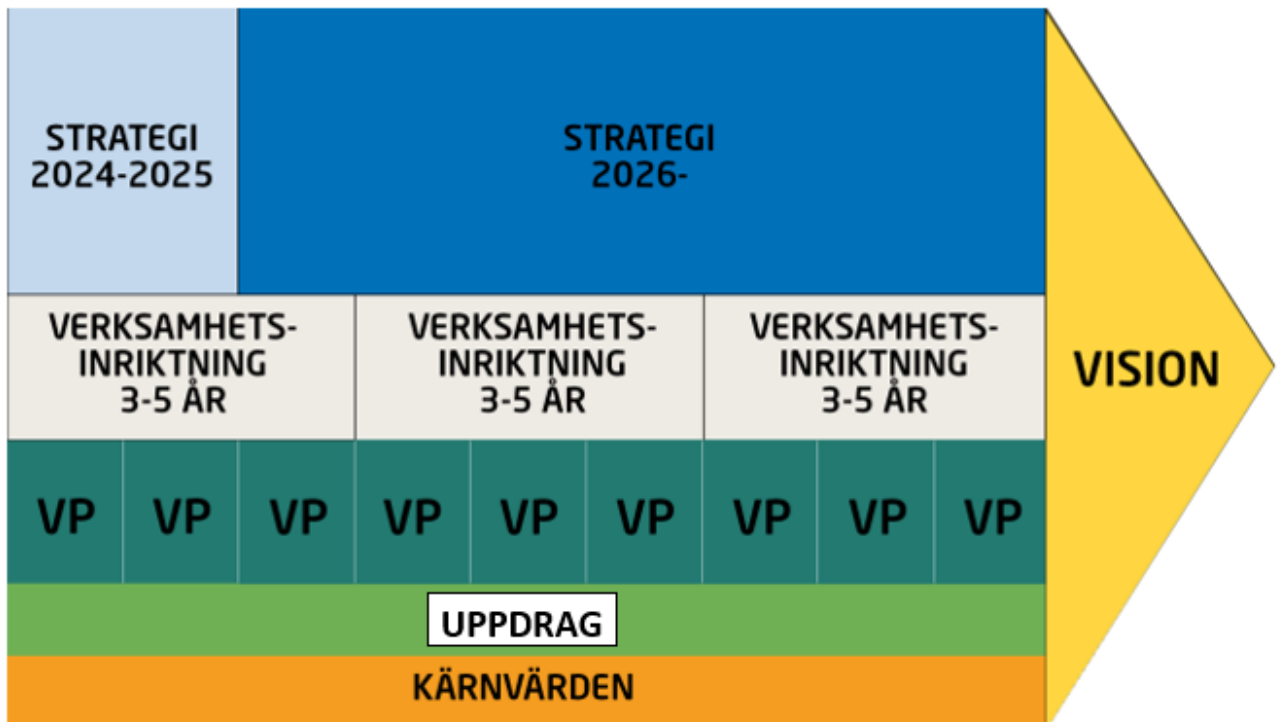 STRATEGI
2024-2025
STRATEGI
2026-
VERKSAMHETS-
INRIKTNING
3-5 ÅR
VERKSAMHETS-
INRIKTNING
3-5 ÅR
VERKSAMHETS-
INRIKTNING
3-5 ÅR
VISION
VP VP VP VP VP VP VP VP VP
UPPDRAG
KÄRNVÄRDEN